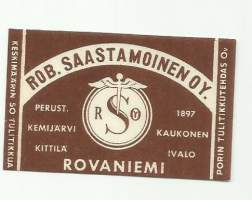 ROB. SAASTAMOINEN OY.
PERUST. 1897
R S O
KEMIJÄRVI KAUKONEN
KITTILÄ IVALO
ROVANIEMI
KESKIMÄÄRIN 50 TULITIKKUA
PORIN TULITIKKUTEHDAS Oy